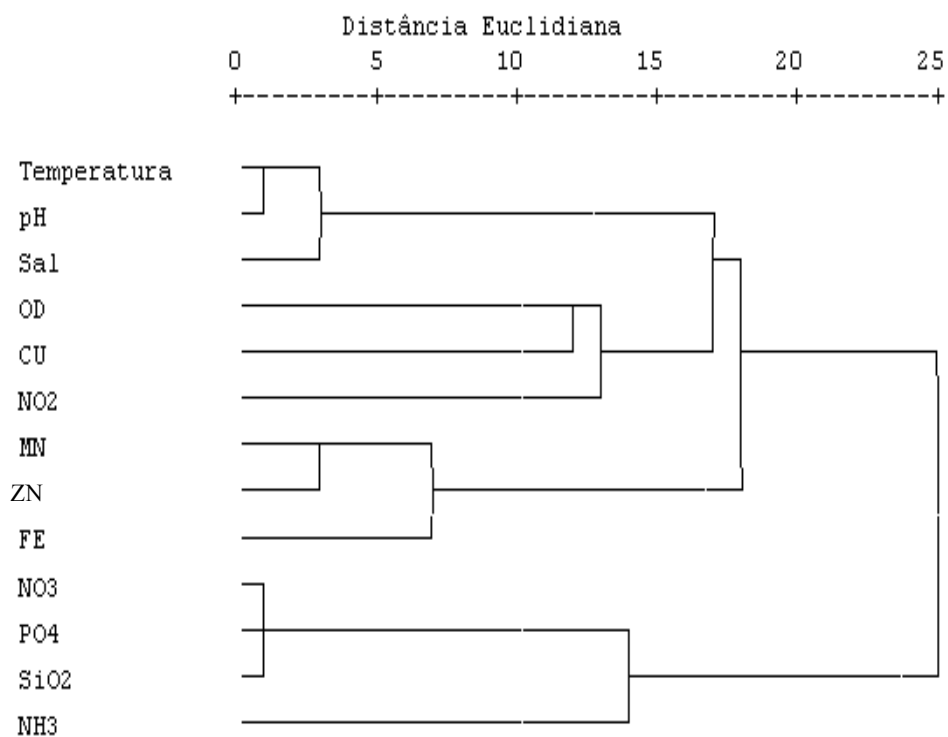 Distância Euclidiana
0 5 10 15 20 25
+---------+---------+---------+---------+---------+
Temperatura
pH
Sal
OD
CU
NO2
MN
ZN
FE
NO3
PO4
SiO2
NH3